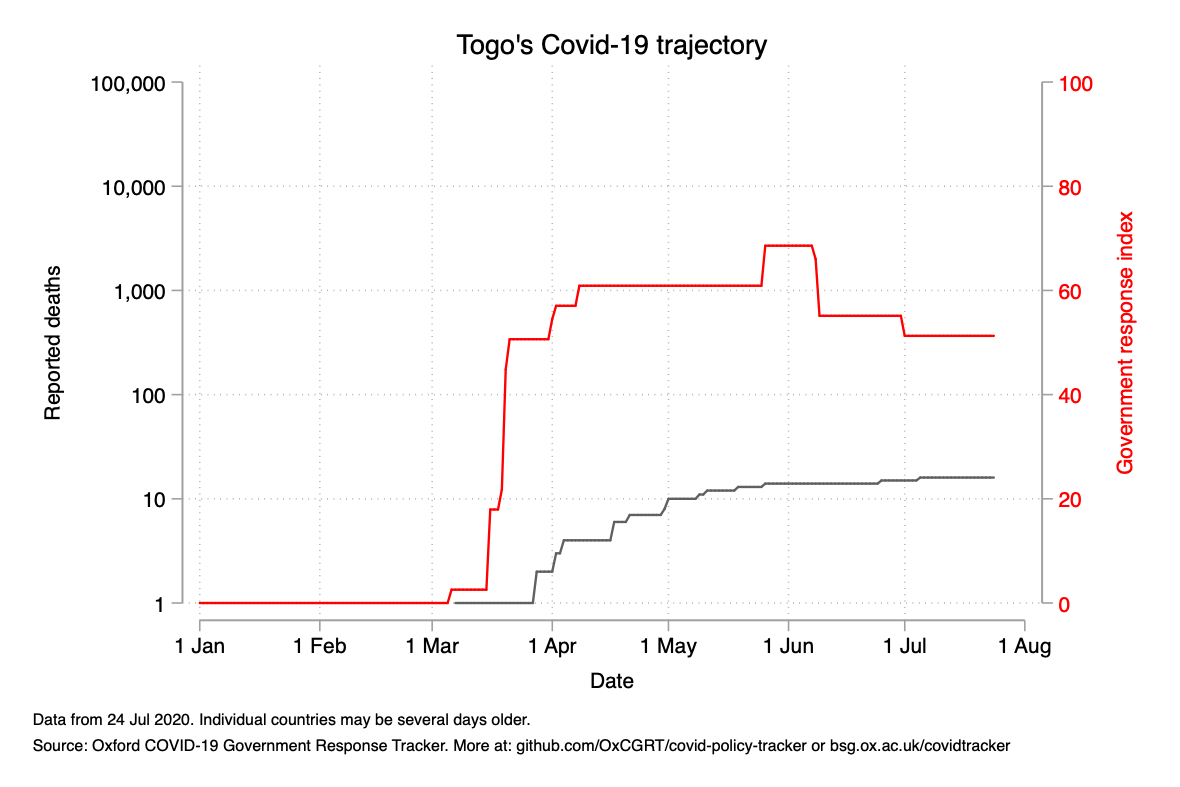 Togo's Covid-19 trajectory
100,000
10,000
1,000
100
10
1
Reported deaths
100
80
60
40
20
0
Government response index
1 Jan
1 Feb
1 Mar
1 Apr
1 May
1 Jun
1 Jul
1 Aug
Date
Data from 24 Jul 2020. Individual countries may be several days older.
Source: Oxford COVID-19 Government Response Tracker. More at: github.com/OxCGRT/covid-policy-tracker or bsg.ox.ac.uk/covidtracker